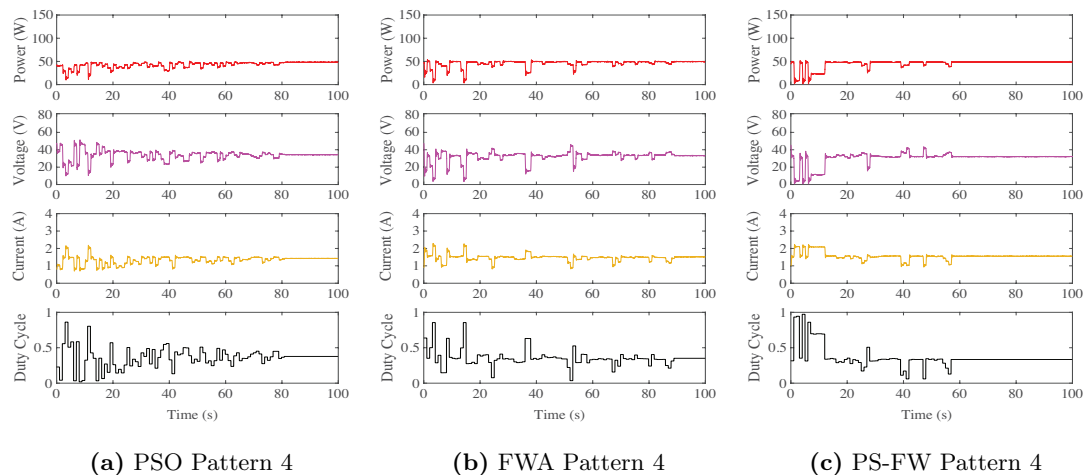 150
100
50
0
Power (W)
0 20 40 60 80 100
80
60
40
20
0
Voltage (V)
0 20 40 60 80 100
4
3
2
1
0
Current (A)
0 20 40 60 80 100
1
0.5
0
Duty Cycle
0 20 40 60 80 100
Time (s)
(a) PSO Pattern 4
150
100
50
0
Power (W)
0 20 40 60 80 100
80
60
40
20
0
Voltage (V)
0 20 40 60 80 100
4
3
2
1
0
Current (A)
0 20 40 60 80 100
1
0.5
0
Duty Cycle
0 20 40 60 80 100
Time (s)
(b) FWA Pattern 4
150
100
50
0
Power (W)
0 20 40 60 80 100
80
60
40
20
0
Voltage (V)
0 20 40 60 80 100
4
3
2
1
0
Current (A)
0 20 40 60 80 100
1
0.5
0
Duty Cycle
0 20 40 60 80 100
Time (s)
(c) PS-FW Pattern 4